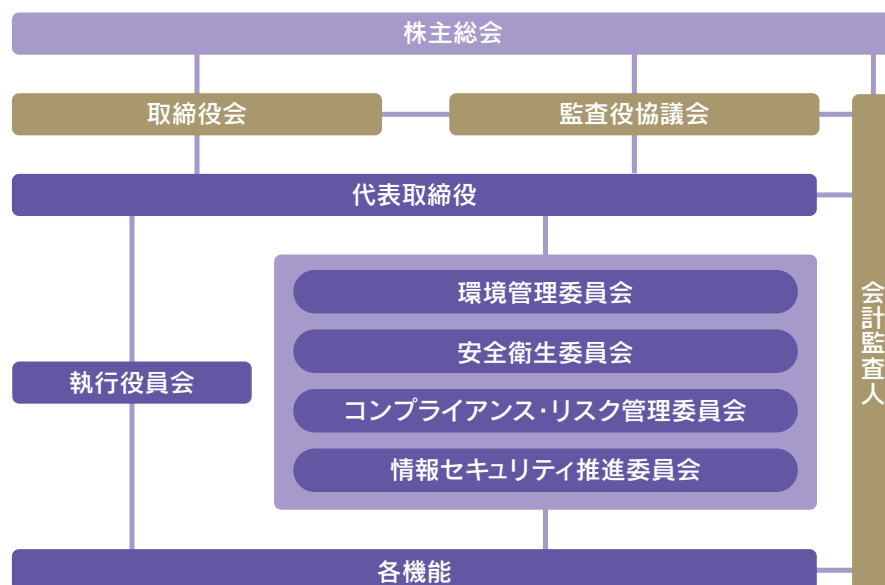 株主総会
取締役会
監査役協議会
代表取締役
環境管理委員会
安全衛生委員会
執行役員会
コンプライアンス・リスク管理委員会
情報セキュリティ推進委員会
会計監査人
各機能